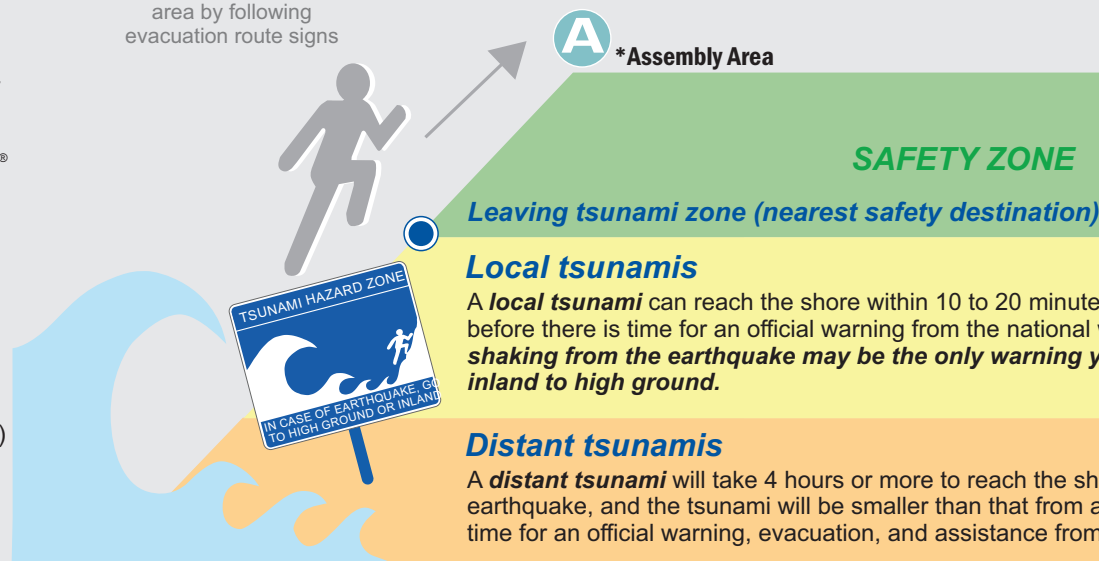 area by following
evacuation route signs
A
*Assembly Area
®
SAFETY ZONE
Leaving tsunami zone (nearest safety destination)
Local tsunamis
A local tsunami can reach the shore within 10 to 20 minute
before there is time for an official warning from the national
shaking from the earthquake may be the only warning y
inland to high ground.
TSUNAMI HAZARD ZONE
IN CASE OF EARTHQUAKE, GO
TO HIGH GROUND OR INLAND
)
Distant tsunamis
A distant tsunami will take 4 hours or more to reach the sh
earthquake, and the tsunami will be smaller than that from a
time for an official warning, evacuation, and assistance from